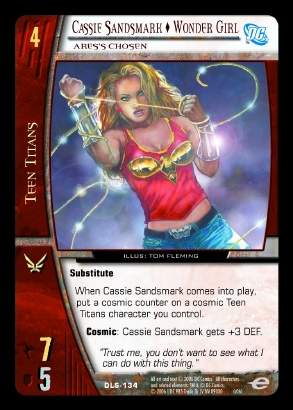 4
CASSIE SANDSMARK ♦ WONDER GIRL
DC
ARES'S CHOSEN
TEEN TITANS
ILLUS: TOM FLEMING
Substitute
When Cassie Sandsmark comes into play,
put a cosmic counter on a cosmic Teen
Titans character you control.
Cosmic: Cassie Sandsmark gets +3 DEF.
"Trust me, you don't want to see what I
can do with this thing."
7
5
DLS-134